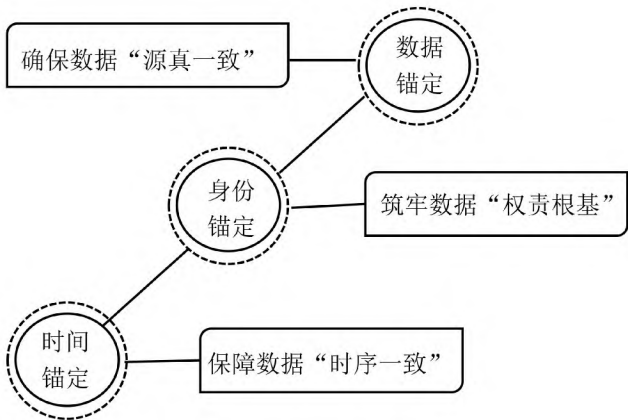 确保数据“源真一致”
数据
锚定
身份
锚定
筑牢数据“权责根基”
时间
锚定
保障数据“时序一致”